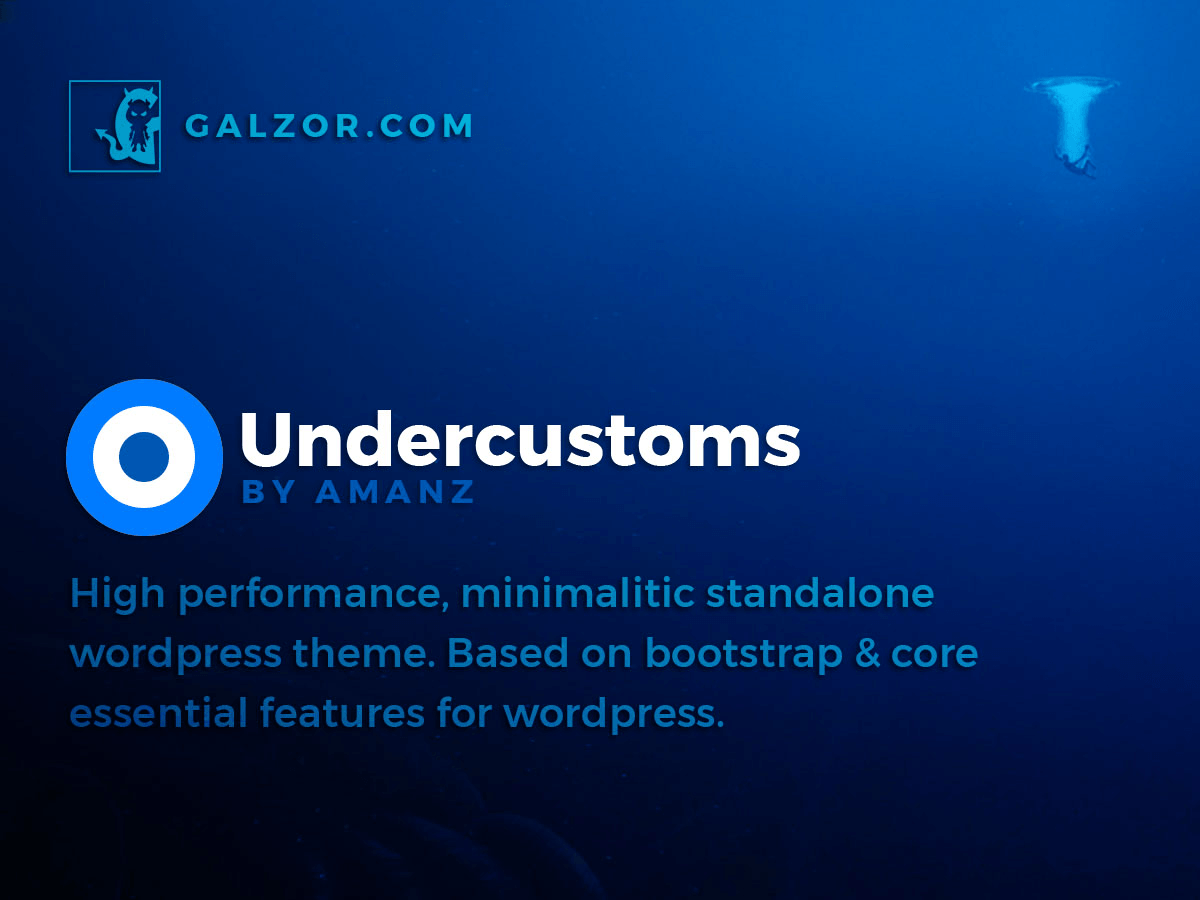 GALZOR.COM
Undercustoms
BY AMANZ
High performance, minimalitic standalone
wordpress theme. Based on bootstrap & core
essential features for wordpress.